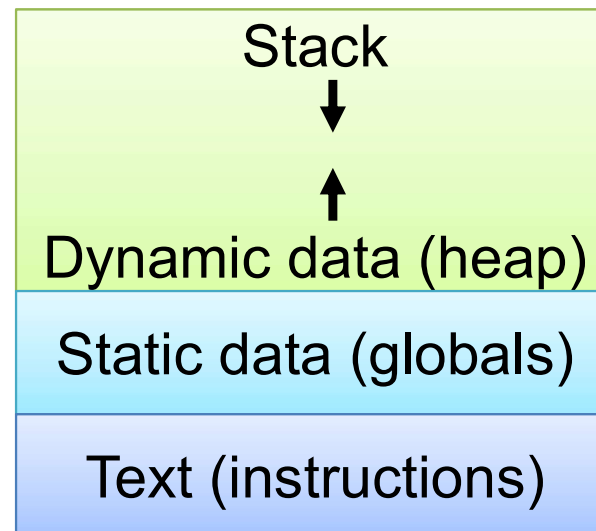 Stack
Dynamic data (heap)
Static data (globals)
Text (instructions)